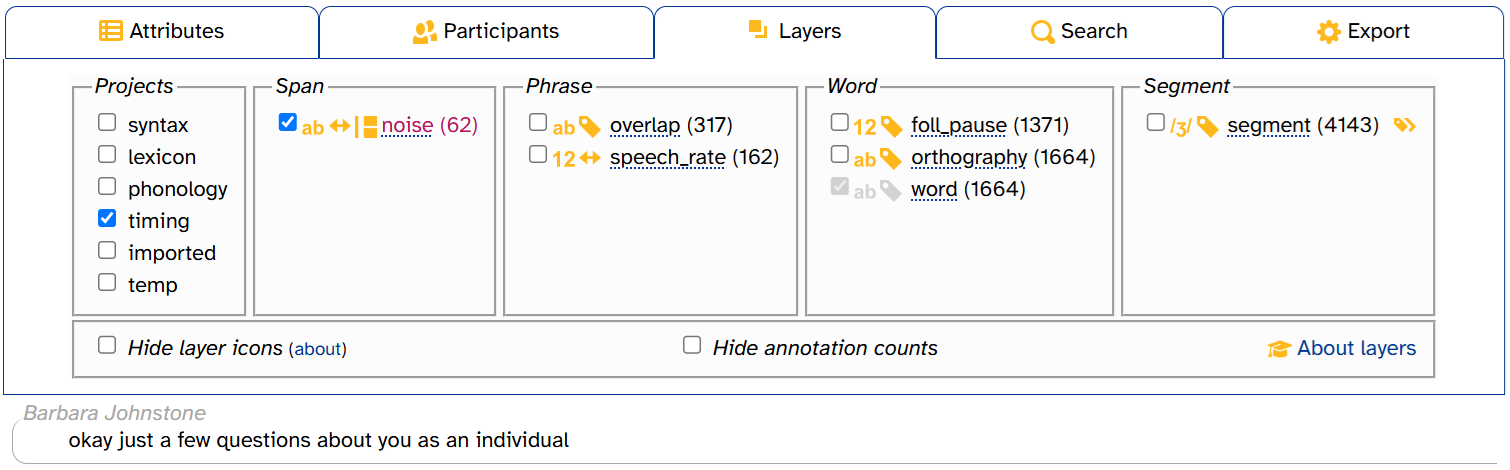 Attributes Participants Layers Search Export
Projects Span Phrase Word Segment
syntax ab noise (62) ab overlap (317) 12 foll_pause (1371) /ʒ/ segment (4143)
lexicon 12 speech_rate (162) ab orthography (1664)
phonology ab word (1664)
timing
imported
temp
Hide layer icons (about) Hide annotation counts About layers
Barbara Johnstone
okay just a few questions about you as an individual